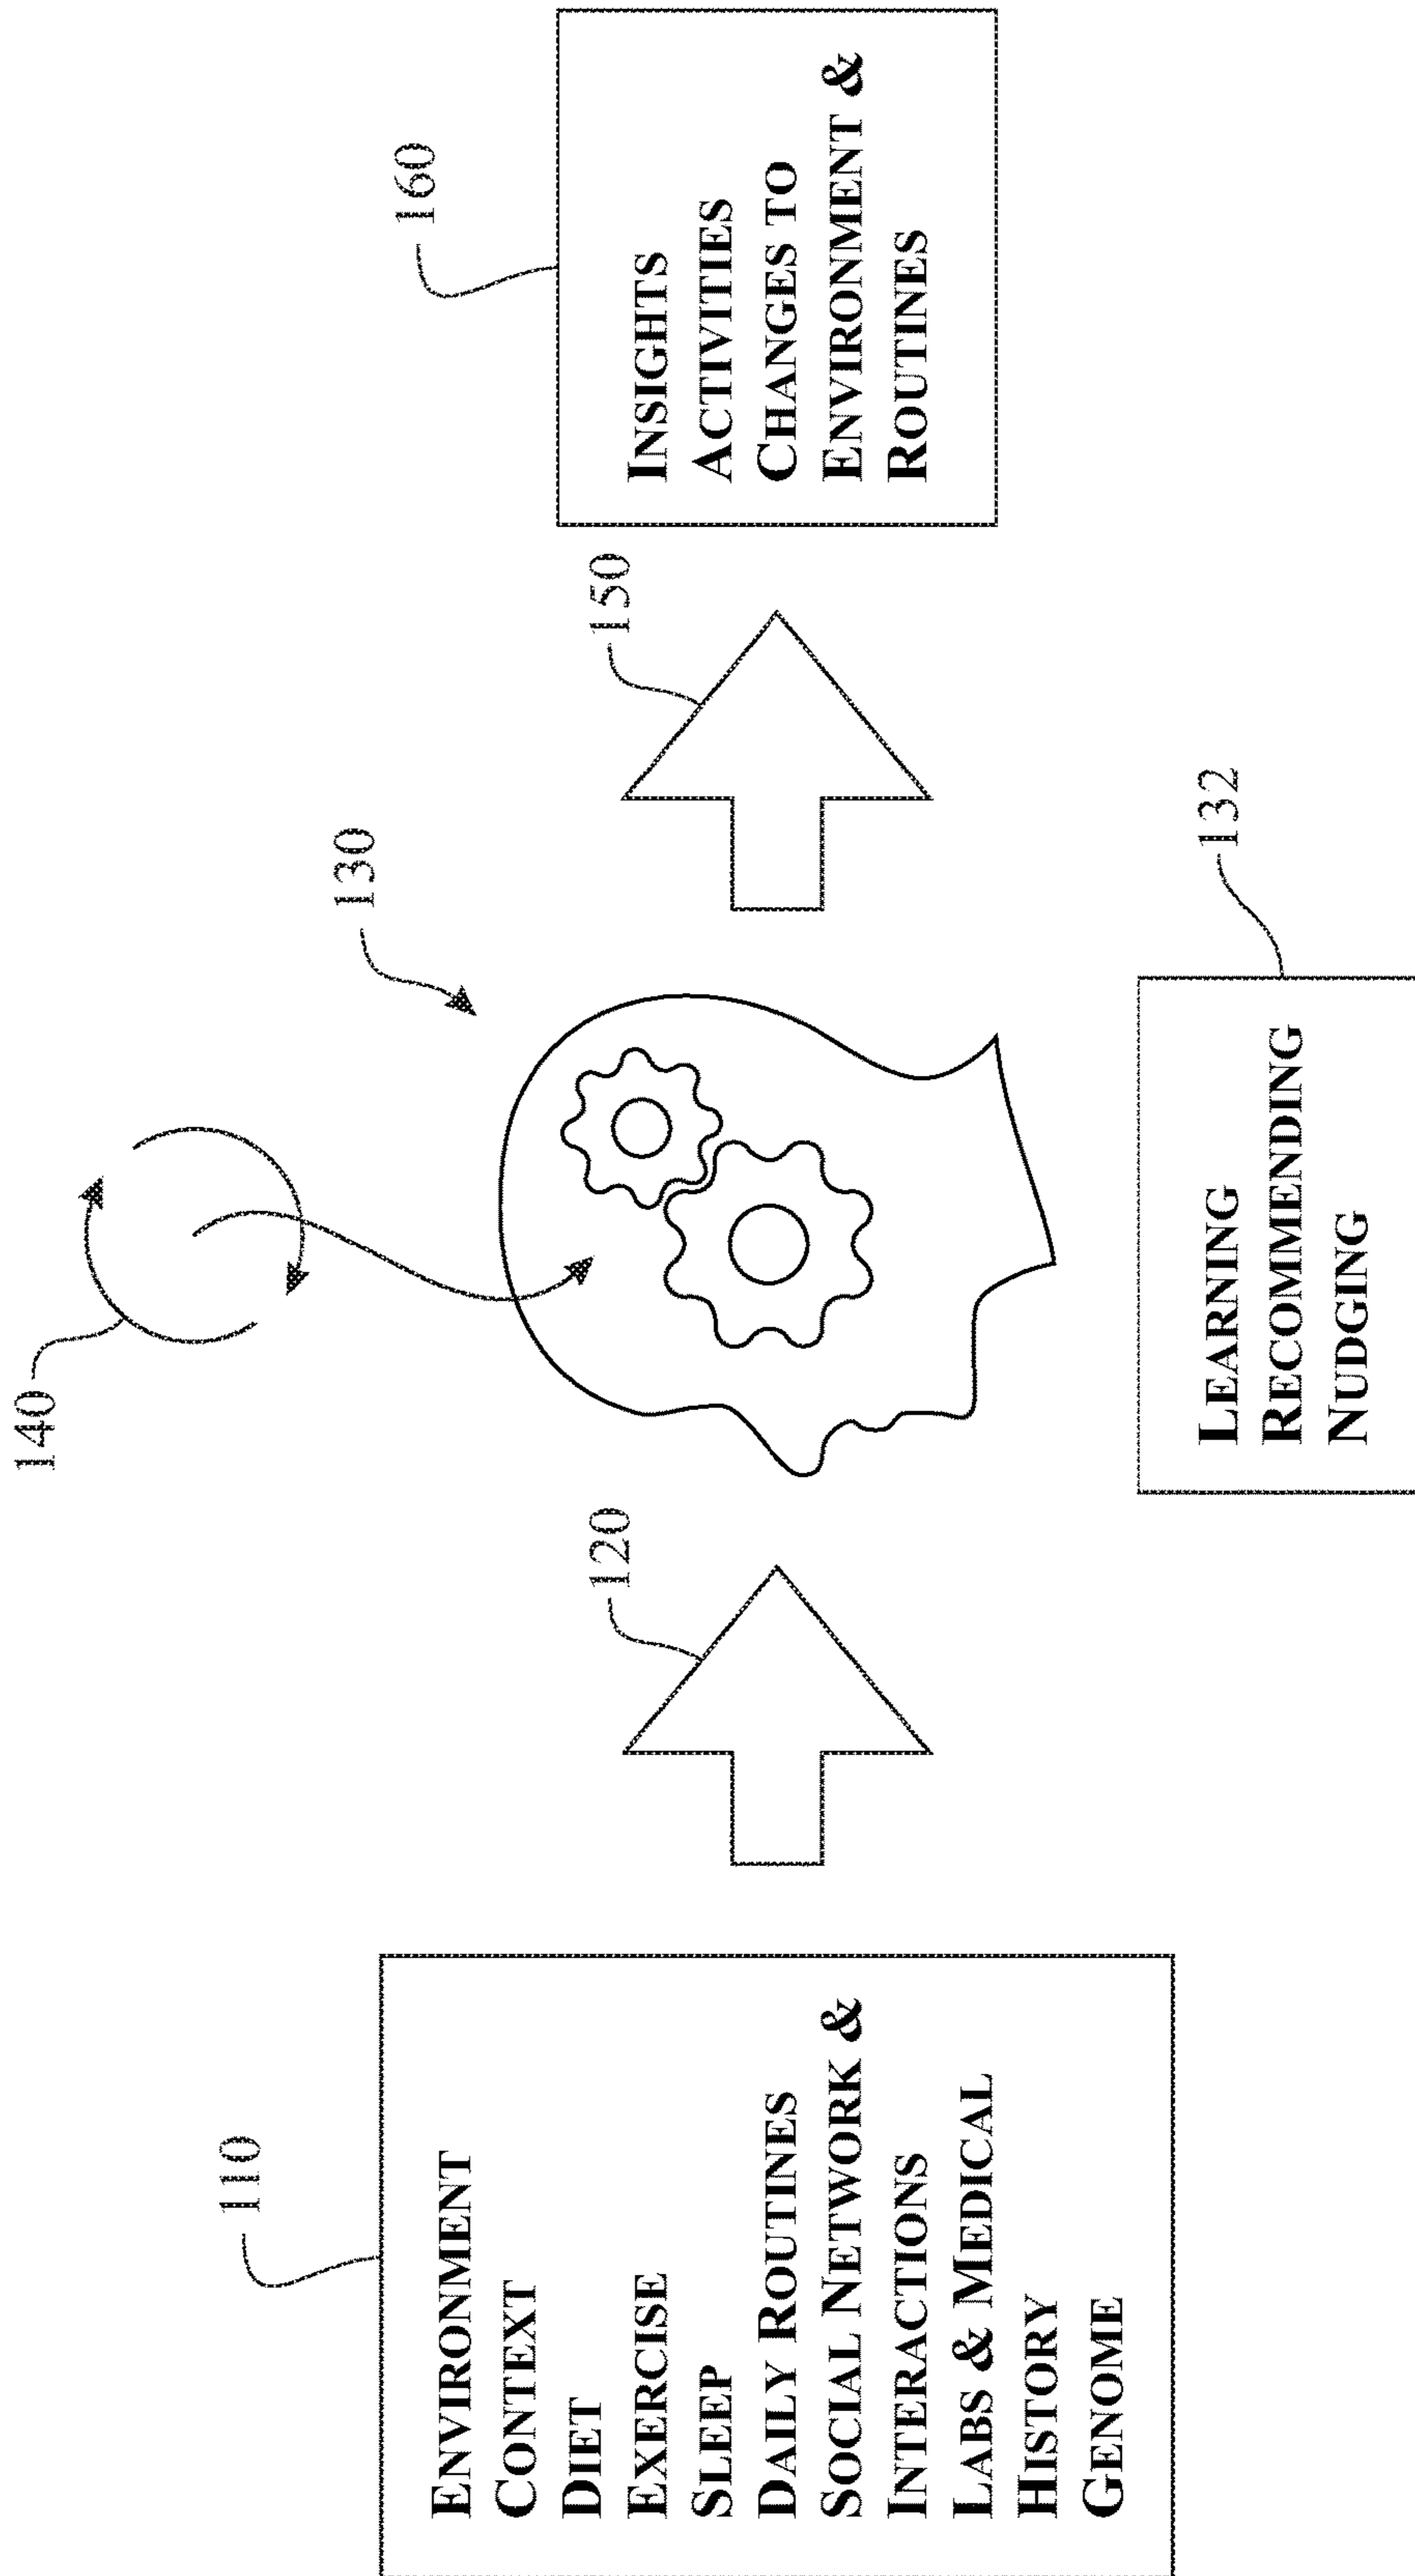 110
ENVIRONMENT
CONTEXT
DIET
EXERCISE
SLEEP
DAILY ROUTINES
SOCIAL NETWORK &
INTERACTIONS
LABS & MEDICAL
HISTORY
GENOME
120
140
130
LEARNING
RECOMMENDING
NUDGING
132
150
160
INSIGHTS
ACTIVITIES
CHANGES TO
ENVIRONMENT &
ROUTINES